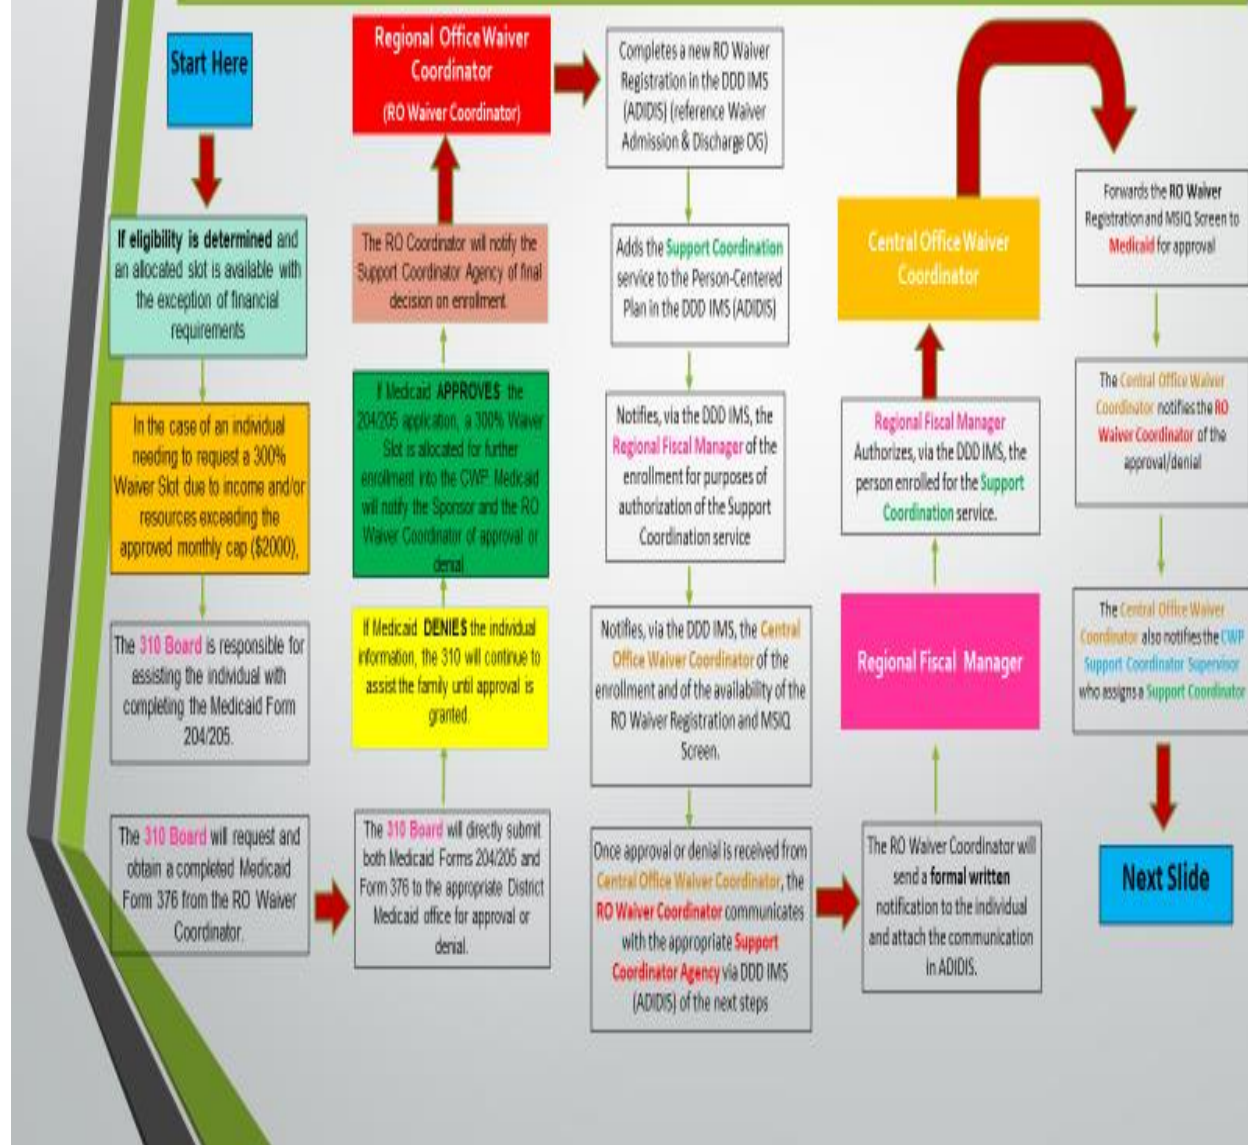 Start Here
If eligibility is determined and
an allocated slot is available with
the exception of financial
requirements
In the case of an individual
needing to request a 300%
Waiver Slot due to income and/or
resources exceeding the
approved monthly cap ($2000),
The 310 Board is responsible for
assisting the individual with
completing the Medicaid Form
204/205.
The 310 Board will request and
obtain a completed Medicaid
Form 376 from the RO Waiver
Coordinator.
The 310 Board will directly submit
both Medicaid Forms 204/205 and
Form 376 to the appropriate District
Medicaid office for approval or
denial.
If Medicaid DENIES the individual
information, the 310 will continue to
assist the family until approval is
granted.
If Medicaid APPROVES the
204/205 application, a 300% Waiver
Slot is allocated for further
enrollment into the CWP. Medicaid
will notify the Sponsor and the RO
Waiver Coordinator of approval or
denial
The RO Coordinator will notify the
Support Coordinator Agency of final
decision on enrollment.
Regional Office Waiver
Coordinator
(RO Waiver Coordinator)
Completes a new RO Waiver
Registration in the DDD IMS
(ADIDIS) (reference Waiver
Admission & Discharge OG)
Adds the Support Coordination
service to the Person-Centered
Plan in the DDD IMS (ADIDIS)
Notifies, via the DDD IMS, the
Regional Fiscal Manager of the
enrollment for purposes of
authorization of the Support
Coordination service
Notifies, via the DDD IMS, the Central
Office Waiver Coordinator of the
enrollment and of the availability of the
RO Waiver Registration and MSIQ
Screen.
Once approval or denial is received from
Central Office Waiver Coordinator, the
RO Waiver Coordinator communicates
with the appropriate Support
Coordinator Agency via DDD IMS
(ADIDIS) of the next steps
The RO Waiver Coordinator will
send a formal written
notification to the individual
and attach the communication
in ADIDIS.
Regional Fiscal Manager
Regional Fiscal Manager
Authorizes, via the DDD IMS, the
person enrolled for the Support
Coordination service.
Central Office Waiver
Coordinator
Forwards the RO Waiver
Registration and MSIQ Screen to
Medicaid for approval
The Central Office Waiver
Coordinator notifies the RO
Waiver Coordinator of the
approval/denial
The Central Office Waiver
Coordinator also notifies the CWP
Support Coordinator Supervisor
who assigns a Support Coordinator
Next Slide